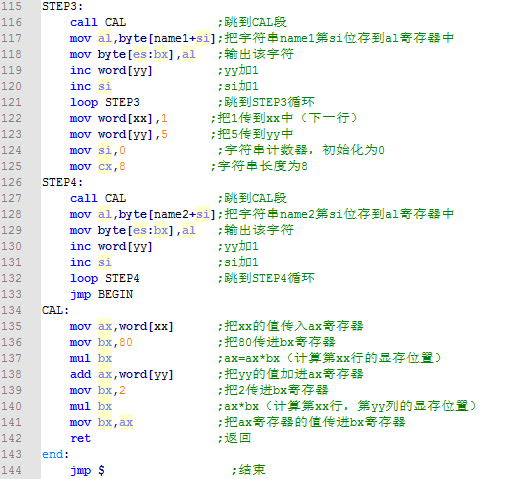 115 STEP3:
116 call CAL ;跳到CAL段
117 mov al,byte[name1+si];把字符串name1第si位存到al寄存器中
118 mov byte[es:bx],al ;输出该字符
119 inc word[yy] ;yy加1
120 inc si ;si加1
121 loop STEP3 ;跳到STEP3循环
122 mov word[xx],1 ;把1传到xx中（下一行）
123 mov word[yy],5 ;把5传到yy中
124 mov si,0 ;字符串计数器，初始化为0
125 mov cx,8 ;字符串长度为8
126 STEP4:
127 call CAL ;跳到CAL段
128 mov al,byte[name2+si];把字符串name2第si位存到al寄存器中
129 mov byte[es:bx],al ;输出该字符
130 inc word[yy] ;yy加1
131 inc si ;si加1
132 loop STEP4 ;跳到STEP4循环
133 jmp BEGIN
134 CAL:
135 mov ax,word[xx] ;把xx的值传入ax寄存器
136 mov bx,80 ;把80传进bx寄存器
137 mul bx ;ax=ax*bx（计算第xx行的显存位置）
138 add ax,word[yy] ;把yy的值加进ax寄存器
139 mov bx,2 ;把2传进bx寄存器
140 mul bx ;ax*bx（计算第xx行，第yy列的显存位置）
141 mov bx,ax ;把ax寄存器的值传进bx寄存器
142 ret ;返回
143 end:
144 jmp $ ;结束